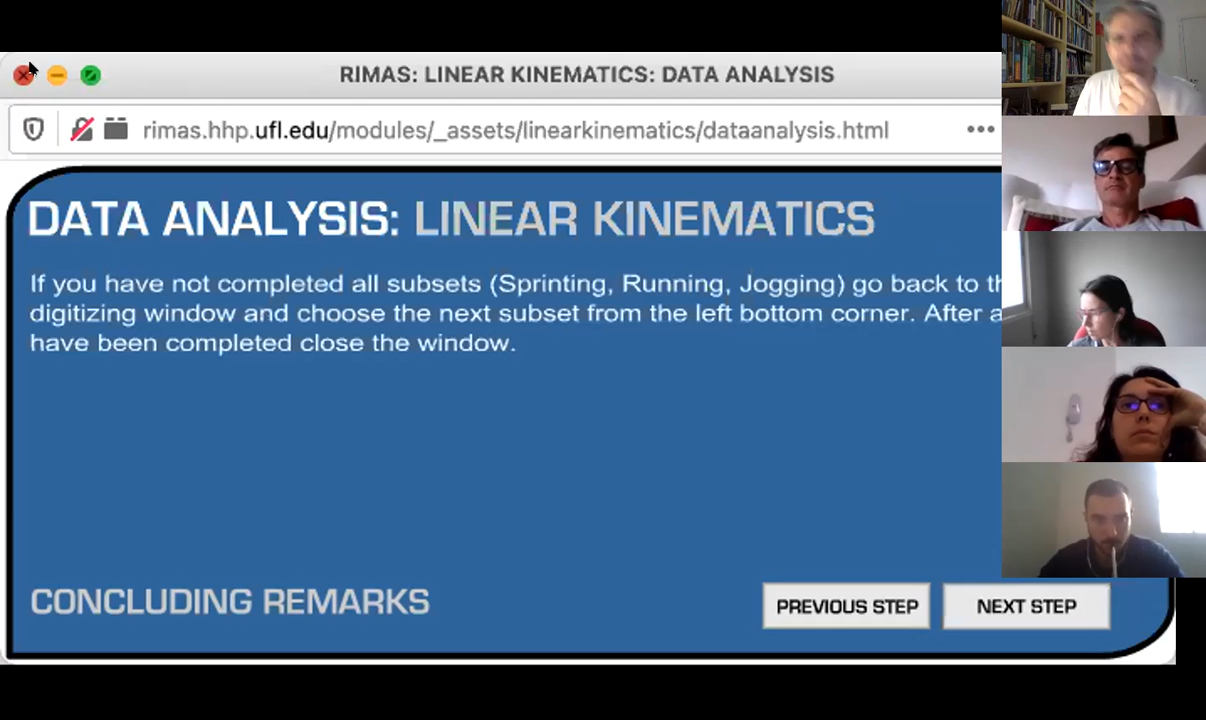 RIMAS: LINEAR KINEMATICS: DATA ANALYSIS
rimas.hhp.ufl.edu/modules/_assets/linearkinematics/dataanalysis.html
DATA ANALYSIS: LINEAR KINEMATICS
If you have not completed all subsets (Sprinting, Running, Jogging) go back to
digitizing window and choose the next subset from the left bottom corner. After
have been completed close the window.
CONCLUDING REMARKS
PREVIOUS STEP
NEXT STEP